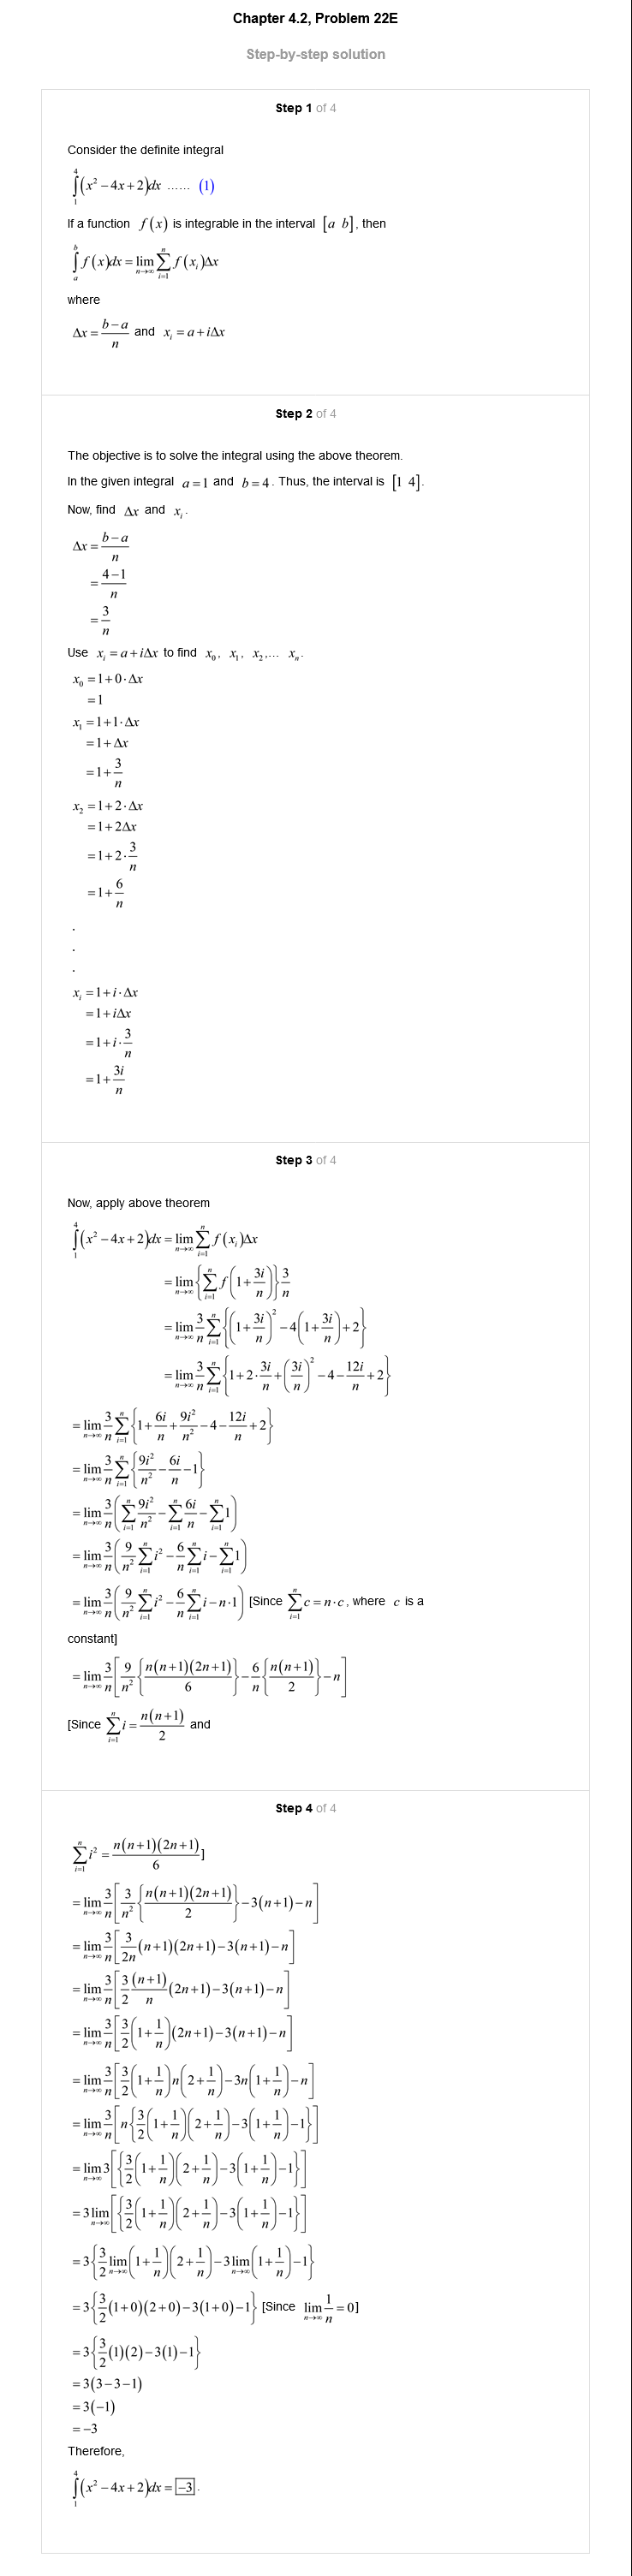 Chapter 4.2, Problem 22E
Step-by-step solution
Step 1 of 4
Consider the definite integral
$\int_{1}^{4}(x^2-4x+2)dx$ ...... (1)
If a function $f(x)$ is integrable in the interval $[a\ b]$, then
$\int_{a}^{b}f(x)dx=\lim_{n\to\infty}\sum_{i=1}^{n}f(x_i)\Delta x$
where
$\Delta x=\frac{b-a}{n}$ and $x_i=a+i\Delta x$
Step 2 of 4
The objective is to solve the integral using the above theorem.
In the given integral $a=1$ and $b=4$. Thus, the interval is $[1\ 4]$.
Now, find $\Delta x$ and $x_i$.
$\Delta x=\frac{b-a}{n}$
$=\frac{4-1}{n}$
$=\frac{3}{n}$
Use $x_i=a+i\Delta x$ to find $x_0,\ x_1,\ x_2,\ldots\ x_n$.
$x_0=1+0\cdot\Delta x$
$=1$
$x_1=1+1\cdot\Delta x$
$=1+\Delta x$
$=1+\frac{3}{n}$
$x_2=1+2\cdot\Delta x$
$=1+2\Delta x$
$=1+2\cdot\frac{3}{n}$
$=1+\frac{6}{n}$
.
.
.
$x_i=1+i\cdot\Delta x$
$=1+i\Delta x$
$=1+i\cdot\frac{3}{n}$
$=1+\frac{3i}{n}$
Step 3 of 4
Now, apply above theorem
$\int_{1}^{4}(x^2-4x+2)dx=\lim_{n\to\infty}\sum_{i=1}^{n}f(x_i)\Delta x$
$=\lim_{n\to\infty}\left\{\sum_{i=1}^{n}f\left(1+\frac{3i}{n}\right)\right\}\frac{3}{n}$
$=\lim_{n\to\infty}\frac{3}{n}\sum_{i=1}^{n}\left\{\left(1+\frac{3i}{n}\right)^2-4\left(1+\frac{3i}{n}\right)+2\right\}$
$=\lim_{n\to\infty}\frac{3}{n}\sum_{i=1}^{n}\left\{1+2\cdot\frac{3i}{n}+\left(\frac{3i}{n}\right)^2-4-\frac{12i}{n}+2\right\}$
$=\lim_{n\to\infty}\frac{3}{n}\sum_{i=1}^{n}\left\{1+\frac{6i}{n}+\frac{9i^2}{n^2}-4-\frac{12i}{n}+2\right\}$
$=\lim_{n\to\infty}\frac{3}{n}\sum_{i=1}^{n}\left\{\frac{9i^2}{n^2}-\frac{6i}{n}-1\right\}$
$=\lim_{n\to\infty}\frac{3}{n}\left(\sum_{i=1}^{n}\frac{9i^2}{n^2}-\sum_{i=1}^{n}\frac{6i}{n}-\sum_{i=1}^{n}1\right)$
$=\lim_{n\to\infty}\frac{3}{n}\left(\frac{9}{n^2}\sum_{i=1}^{n}i^2-\frac{6}{n}\sum_{i=1}^{n}i-\sum_{i=1}^{n}1\right)$
$=\lim_{n\to\infty}\frac{3}{n}\left(\frac{9}{n^2}\sum_{i=1}^{n}i^2-\frac{6}{n}\sum_{i=1}^{n}i-n\cdot 1\right)$ [Since $\sum_{i=1}^{n}c=n\cdot c$, where $c$ is a
constant]
$=\lim_{n\to\infty}\frac{3}{n}\left[\frac{9}{n^2}\left\{\frac{n(n+1)(2n+1)}{6}\right\}-\frac{6}{n}\left\{\frac{n(n+1)}{2}\right\}-n\right]$
[Since $\sum_{i=1}^{n}i=\frac{n(n+1)}{2}$ and
Step 4 of 4
$\sum_{i=1}^{n}i^2=\frac{n(n+1)(2n+1)}{6}$]
$=\lim_{n\to\infty}\frac{3}{n}\left[\frac{3}{n^2}\left\{\frac{n(n+1)(2n+1)}{2}\right\}-3(n+1)-n\right]$
$=\lim_{n\to\infty}\frac{3}{n}\left[\frac{3}{2n}(n+1)(2n+1)-3(n+1)-n\right]$
$=\lim_{n\to\infty}\frac{3}{n}\left[\frac{3}{2}\frac{(n+1)}{n}(2n+1)-3(n+1)-n\right]$
$=\lim_{n\to\infty}\frac{3}{n}\left[\frac{3}{2}\left(1+\frac{1}{n}\right)(2n+1)-3(n+1)-n\right]$
$=\lim_{n\to\infty}\frac{3}{n}\left[\frac{3}{2}\left(1+\frac{1}{n}\right)n\left(2+\frac{1}{n}\right)-3n\left(1+\frac{1}{n}\right)-n\right]$
$=\lim_{n\to\infty}\frac{3}{n}\left[n\left\{\frac{3}{2}\left(1+\frac{1}{n}\right)\left(2+\frac{1}{n}\right)-3\left(1+\frac{1}{n}\right)-1\right\}\right]$
$=\lim_{n\to\infty}3\left[\left\{\frac{3}{2}\left(1+\frac{1}{n}\right)\left(2+\frac{1}{n}\right)-3\left(1+\frac{1}{n}\right)-1\right\}\right]$
$=3\lim_{n\to\infty}\left[\left\{\frac{3}{2}\left(1+\frac{1}{n}\right)\left(2+\frac{1}{n}\right)-3\left(1+\frac{1}{n}\right)-1\right\}\right]$
$=3\left\{\frac{3}{2}\lim_{n\to\infty}\left(1+\frac{1}{n}\right)\left(2+\frac{1}{n}\right)-3\lim_{n\to\infty}\left(1+\frac{1}{n}\right)-1\right\}$
$=3\left\{\frac{3}{2}(1+0)(2+0)-3(1+0)-1\right\}$ [Since $\lim_{n\to\infty}\frac{1}{n}=0$]
$=3\left\{\frac{3}{2}(1)(2)-3(1)-1\right\}$
$=3(3-3-1)$
$=3(-1)$
$=-3$
Therefore,
$\int_{1}^{4}(x^2-4x+2)dx=\boxed{-3}$.